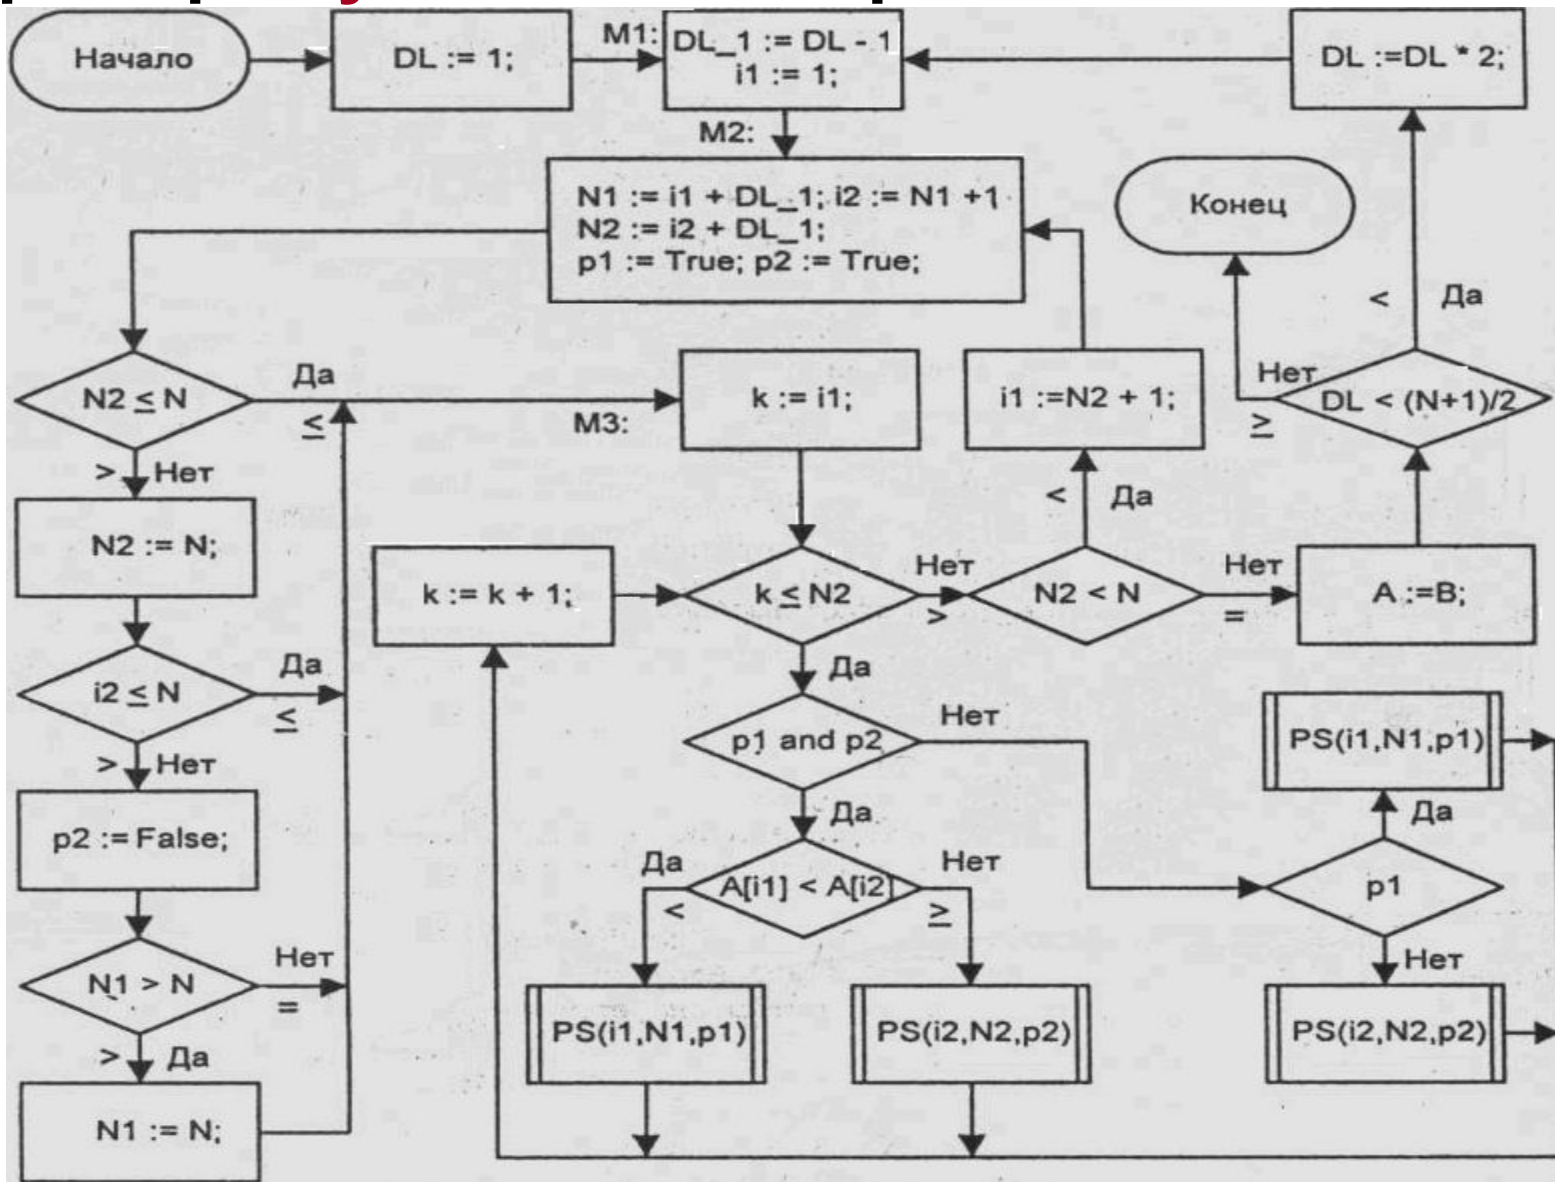 Начало
DL := 1;
M1:
DL_1 := DL - 1
i1 := 1;
DL :=DL * 2;
M2:
N1 := i1 + DL_1; i2 := N1 +1
N2 := i2 + DL_1;
p1 := True; p2 := True;
Конец
< Да
N2 ≤ N
Да
≤
M3:
k := i1;
i1 :=N2 + 1;
Нет
≥
DL < (N+1)/2
> Нет
N2 := N;
< Да
k := k + 1;
k ≤ N2
Нет
>
N2 < N
Нет
=
A :=B;
i2 ≤ N
Да
≤
Да
> Нет
p1 and p2
Нет
PS(i1,N1,p1)
p2 := False;
Да
Да
A[i1] < A[i2]
Да
<
Нет
≥
p1
N1 > N
Нет
=
Нет
PS(i1,N1,p1)
PS(i2,N2,p2)
PS(i2,N2,p2)
> Да
N1 := N;